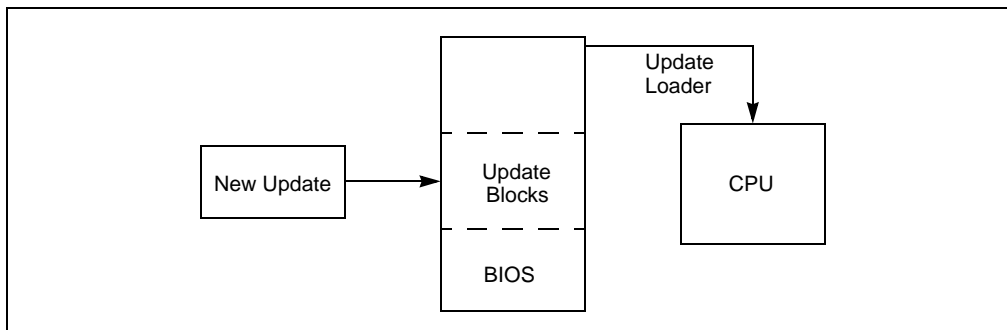 Update
Loader
New Update
Update
Blocks
CPU
BIOS